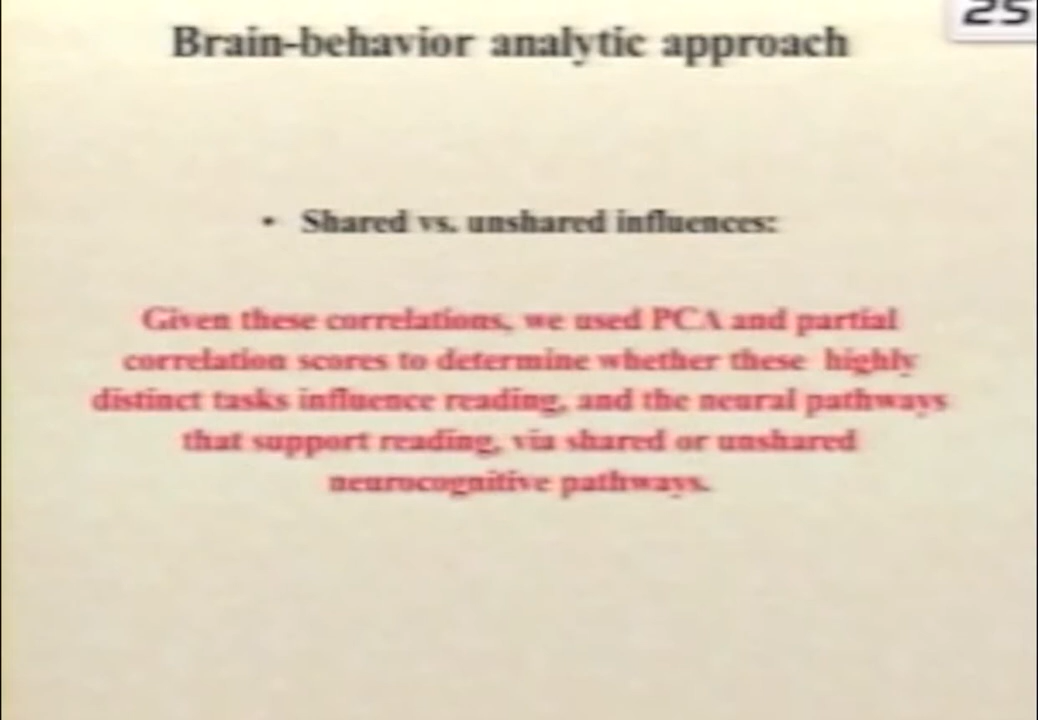 25
Brain-behavior analytic approach
• Shared vs. unshared influences:
Given these correlations, we used PCA and partial
correlation scores to determine whether these highly
distinct tasks influence reading, and the neural pathways
that support reading, via shared or unshared
neurocognitive pathways.